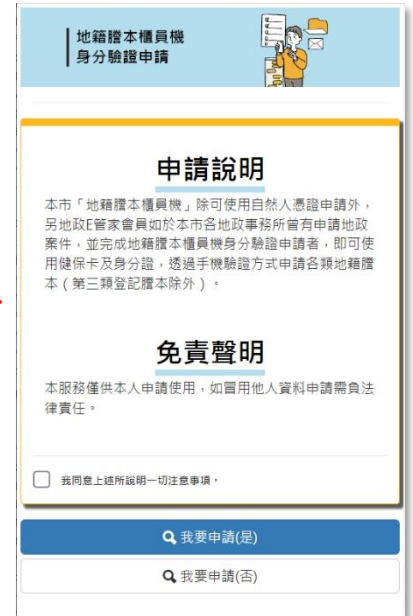 地籍謄本櫃員機
身分驗證申請
申請說明
本市「地籍謄本櫃員機」除可使用自然人憑證申請外，
另地政E管家會員如於本市各地政事務所曾有申請地政
案件，並完成地籍謄本櫃員機身分驗證申請者，即可使
用健保卡及身分證，透過手機驗證方式申請各類地籍謄
本（第三類登記謄本除外）。
免責聲明
本服務僅供本人申請使用，如冒用他人資料申請需負法
律責任。
我同意上述所說明一切注意事項。
我要申請(是)
我要申請(否)